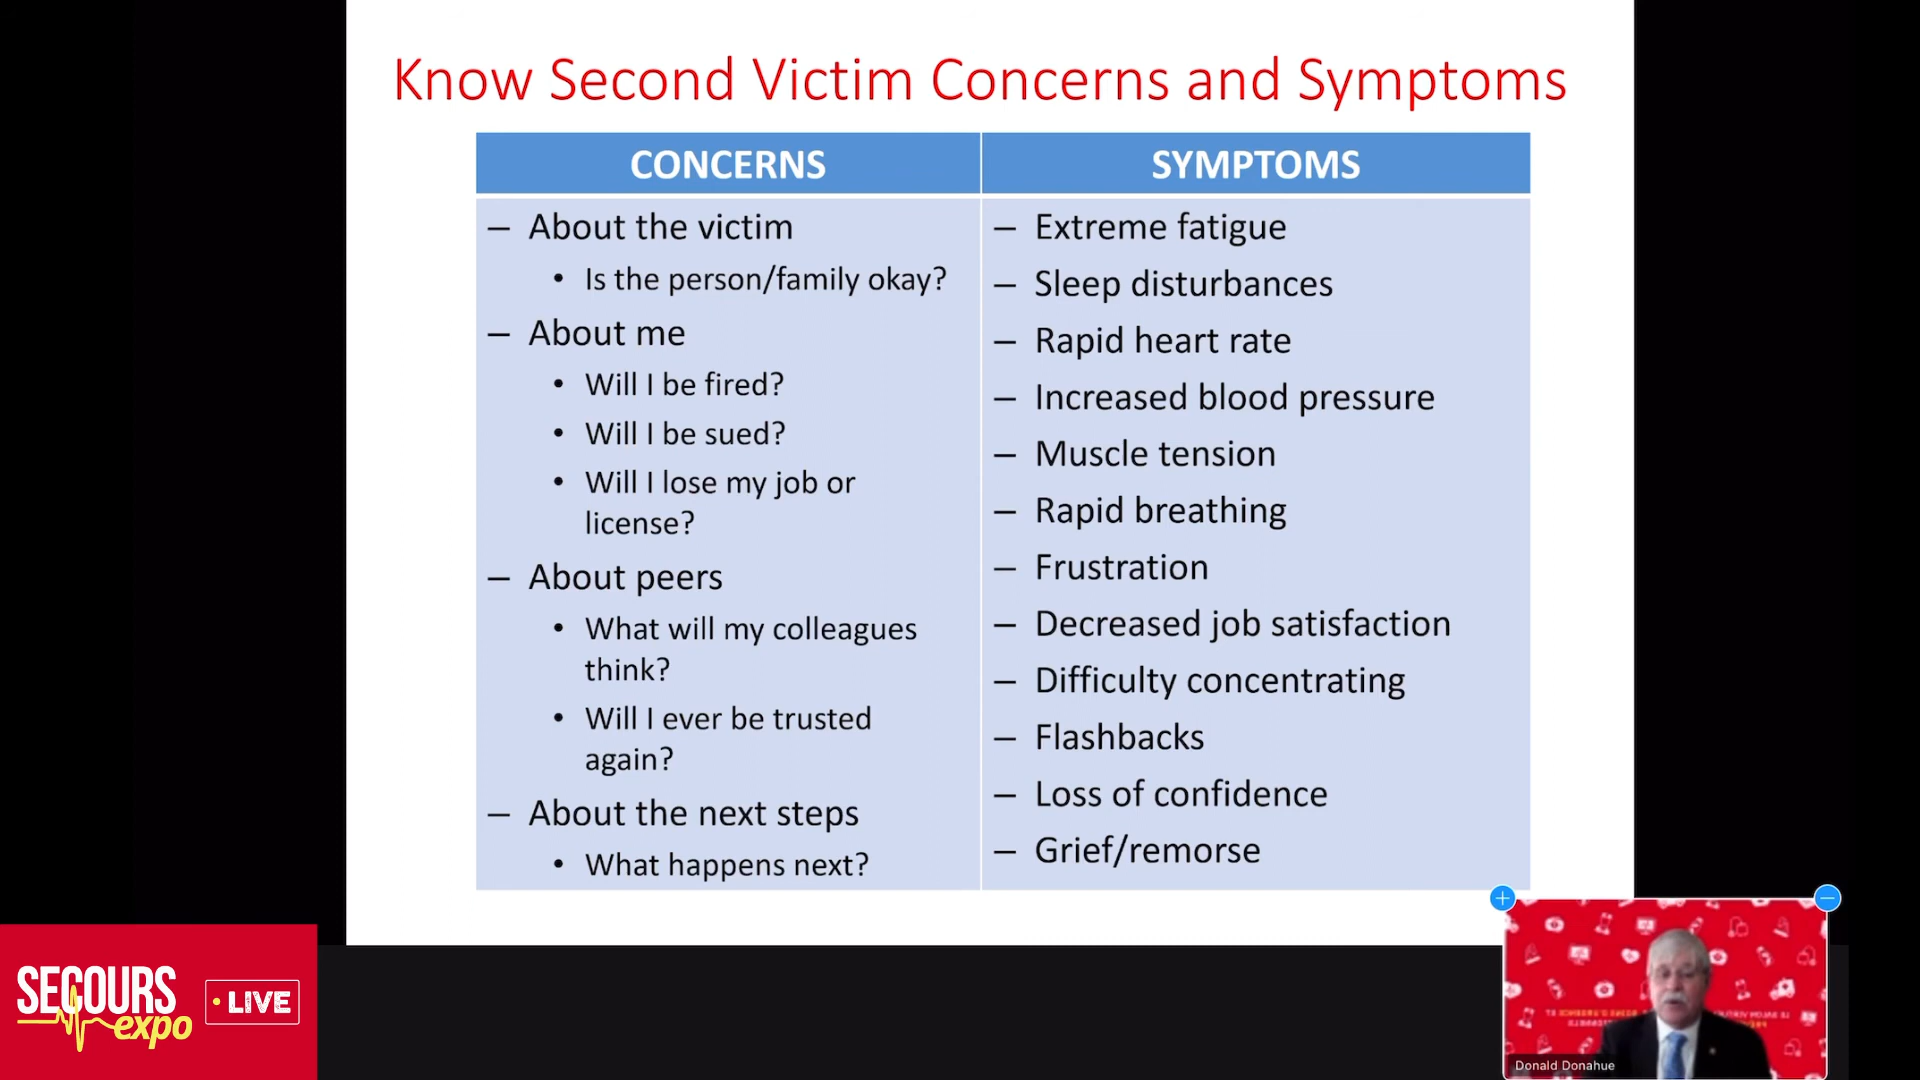 Know Second Victim Concerns and Symptoms
CONCERNS
– About the victim
• Is the person/family okay?
– About me
• Will I be fired?
• Will I be sued?
• Will I lose my job or
license?
– About peers
• What will my colleagues
think?
• Will I ever be trusted
again?
– About the next steps
• What happens next?
SYMPTOMS
– Extreme fatigue
– Sleep disturbances
– Rapid heart rate
– Increased blood pressure
– Muscle tension
– Rapid breathing
– Frustration
– Decreased job satisfaction
– Difficulty concentrating
– Flashbacks
– Loss of confidence
– Grief/remorse
SECOURS
expo
• LIVE
Donald Donahue